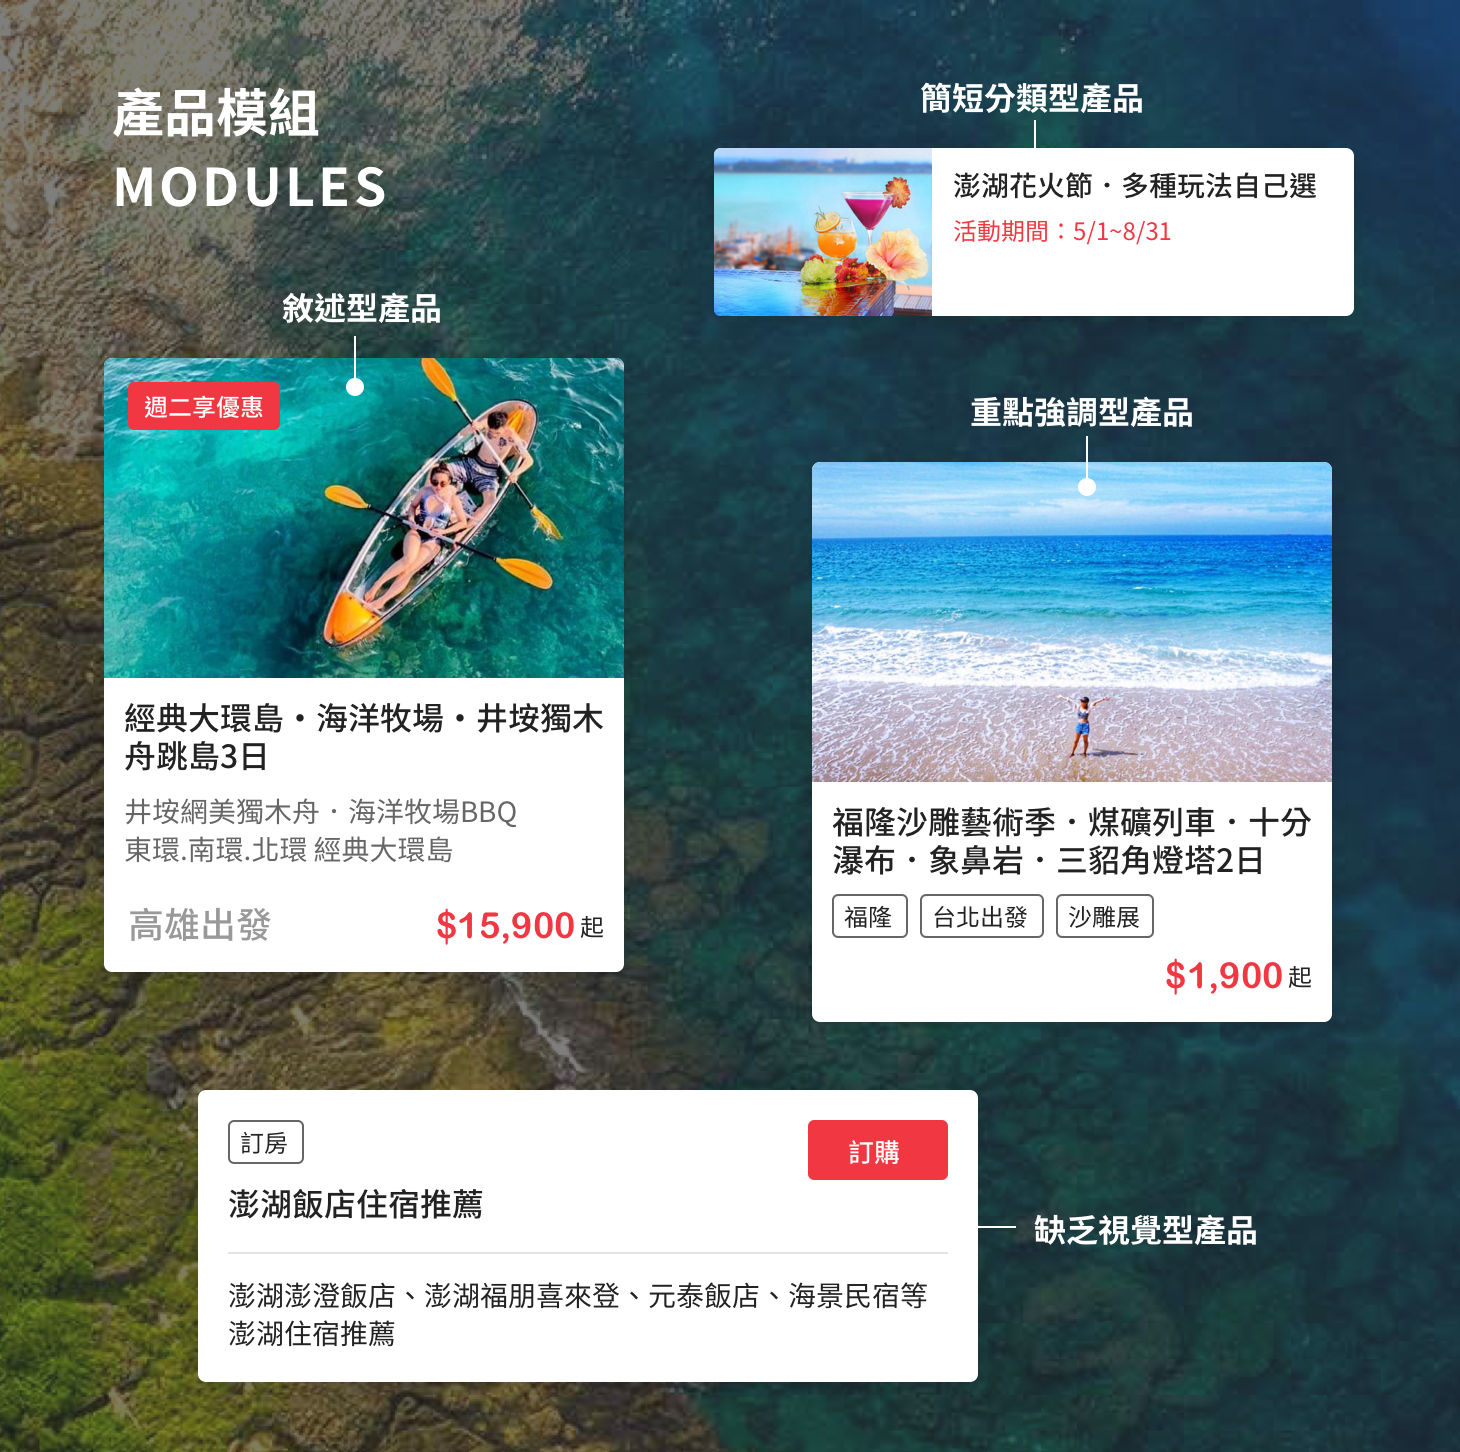 產品模組
MODULES
簡短分類型產品
澎湖花火節・多種玩法自己選
活動期間：5/1~8/31
敘述型產品
週二享優惠
經典大環島・海洋牧場・井垵獨木
舟跳島3日
井垵網美獨木舟・海洋牧場BBQ
東環.南環.北環 經典大環島
高雄出發
$15,900 起
重點強調型產品
福隆沙雕藝術季・煤礦列車・十分
瀑布・象鼻岩・三貂角燈塔2日
福隆
台北出發
沙雕展
$1,900 起
訂房
訂購
澎湖飯店住宿推薦
澎湖澎澄飯店、澎湖福朋喜來登、元泰飯店、海景民宿等
澎湖住宿推薦
缺乏視覺型產品